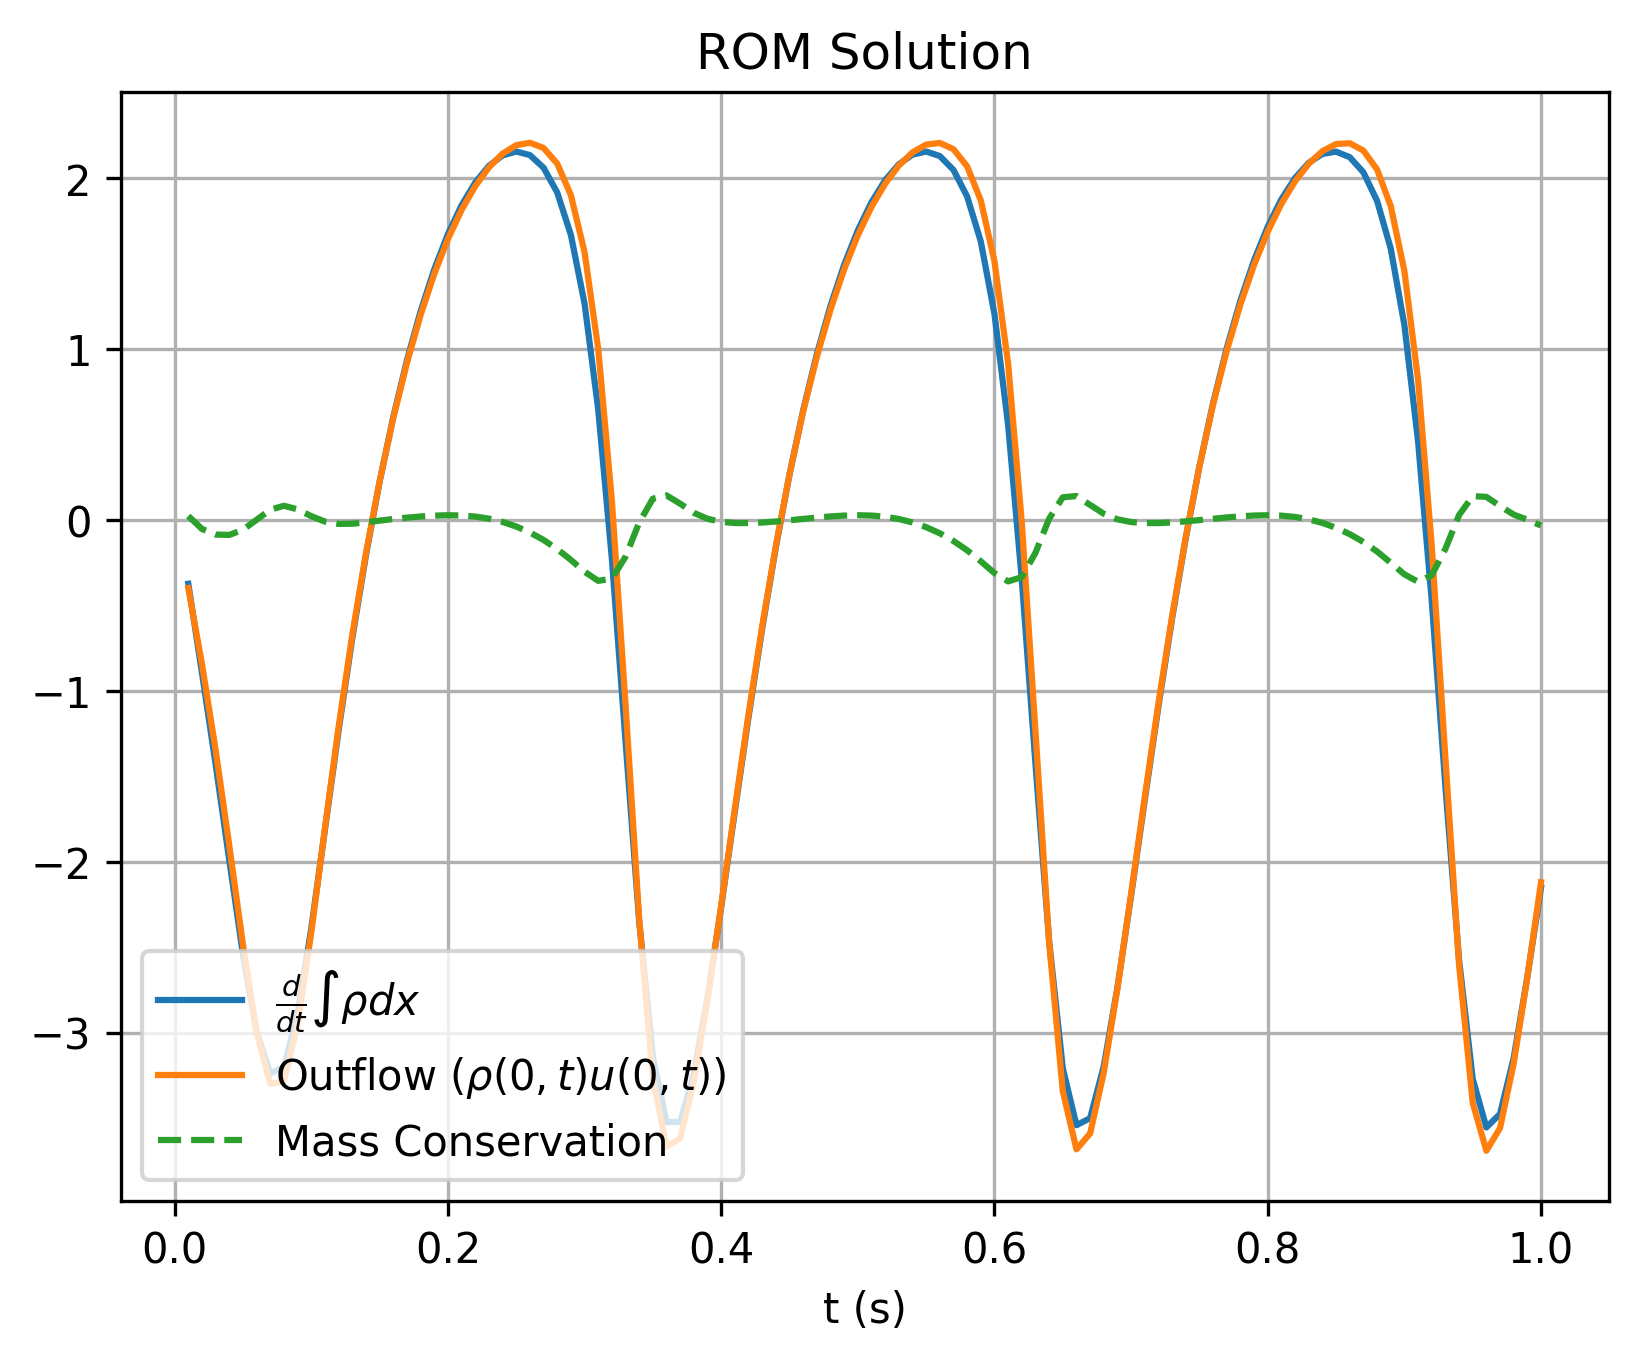 ROM Solution
2
1
0
−1
−2
−3
d/dt ∫ρdx
Outflow (ρ(0, t)u(0, t))
Mass Conservation
0.0 0.2 0.4 0.6 0.8 1.0
t (s)